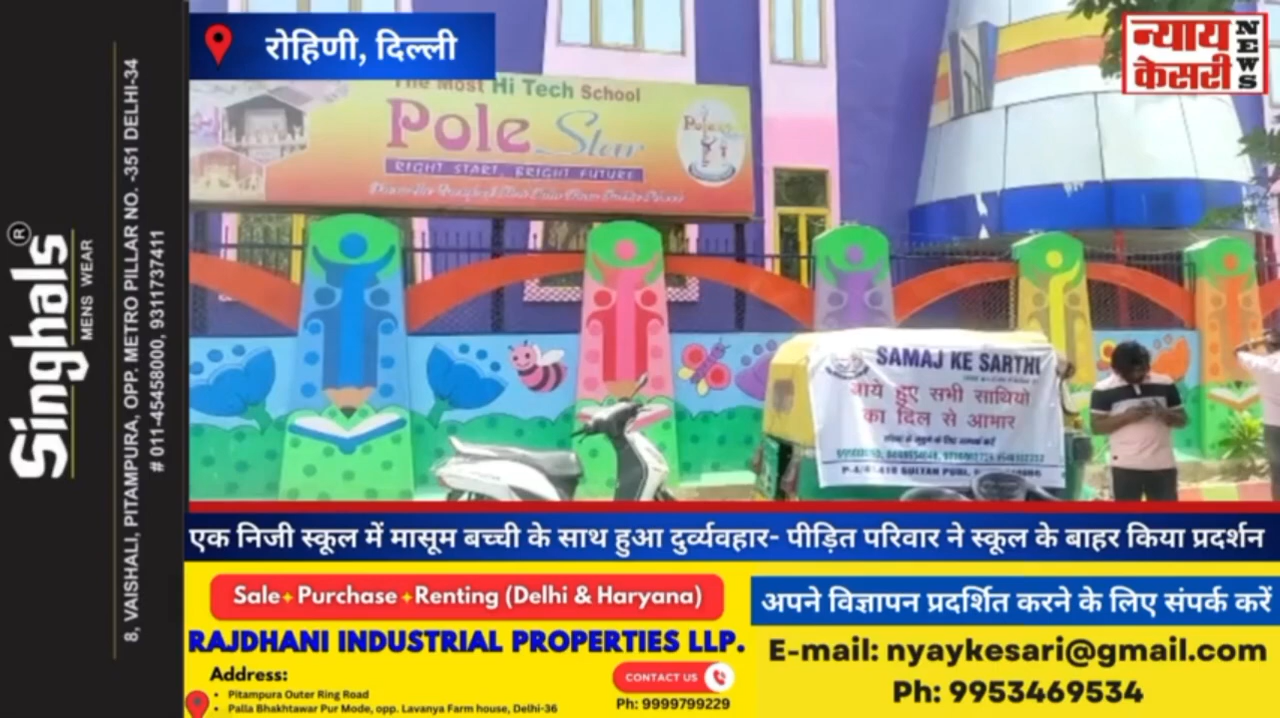 Singhals®
MENS WEAR
8, VAISHALI, PITAMPURA, OPP. METRO PILLAR NO. -351 DELHI-34
# 011-45458000, 9311737411
रोहिणी, दिल्ली
न्याय
केसरी
NEWS
The Most Hi Tech School
Pole Star
RIGHT START, BRIGHT FUTURE
SAMAJ KE SARTHI
आये हुए सभी साथियो
का दिल से आभार
एक निजी स्कूल में मासूम बच्ची के साथ हुआ दुर्व्यवहार- पीड़ित परिवार ने स्कूल के बाहर किया प्रदर्शन
Sale+Purchase+Renting (Delhi & Haryana)
RAJDHANI INDUSTRIAL PROPERTIES LLP.
Address:
• Pitampura Outer Ring Road
• Palla Bhakhtawar Pur Mode, opp. Lavanya Farm house, Delhi-36
CONTACT US
Ph: 9999799229
अपने विज्ञापन प्रदर्शित करने के लिए संपर्क करें
E-mail: nyaykesari@gmail.com
Ph: 9953469534